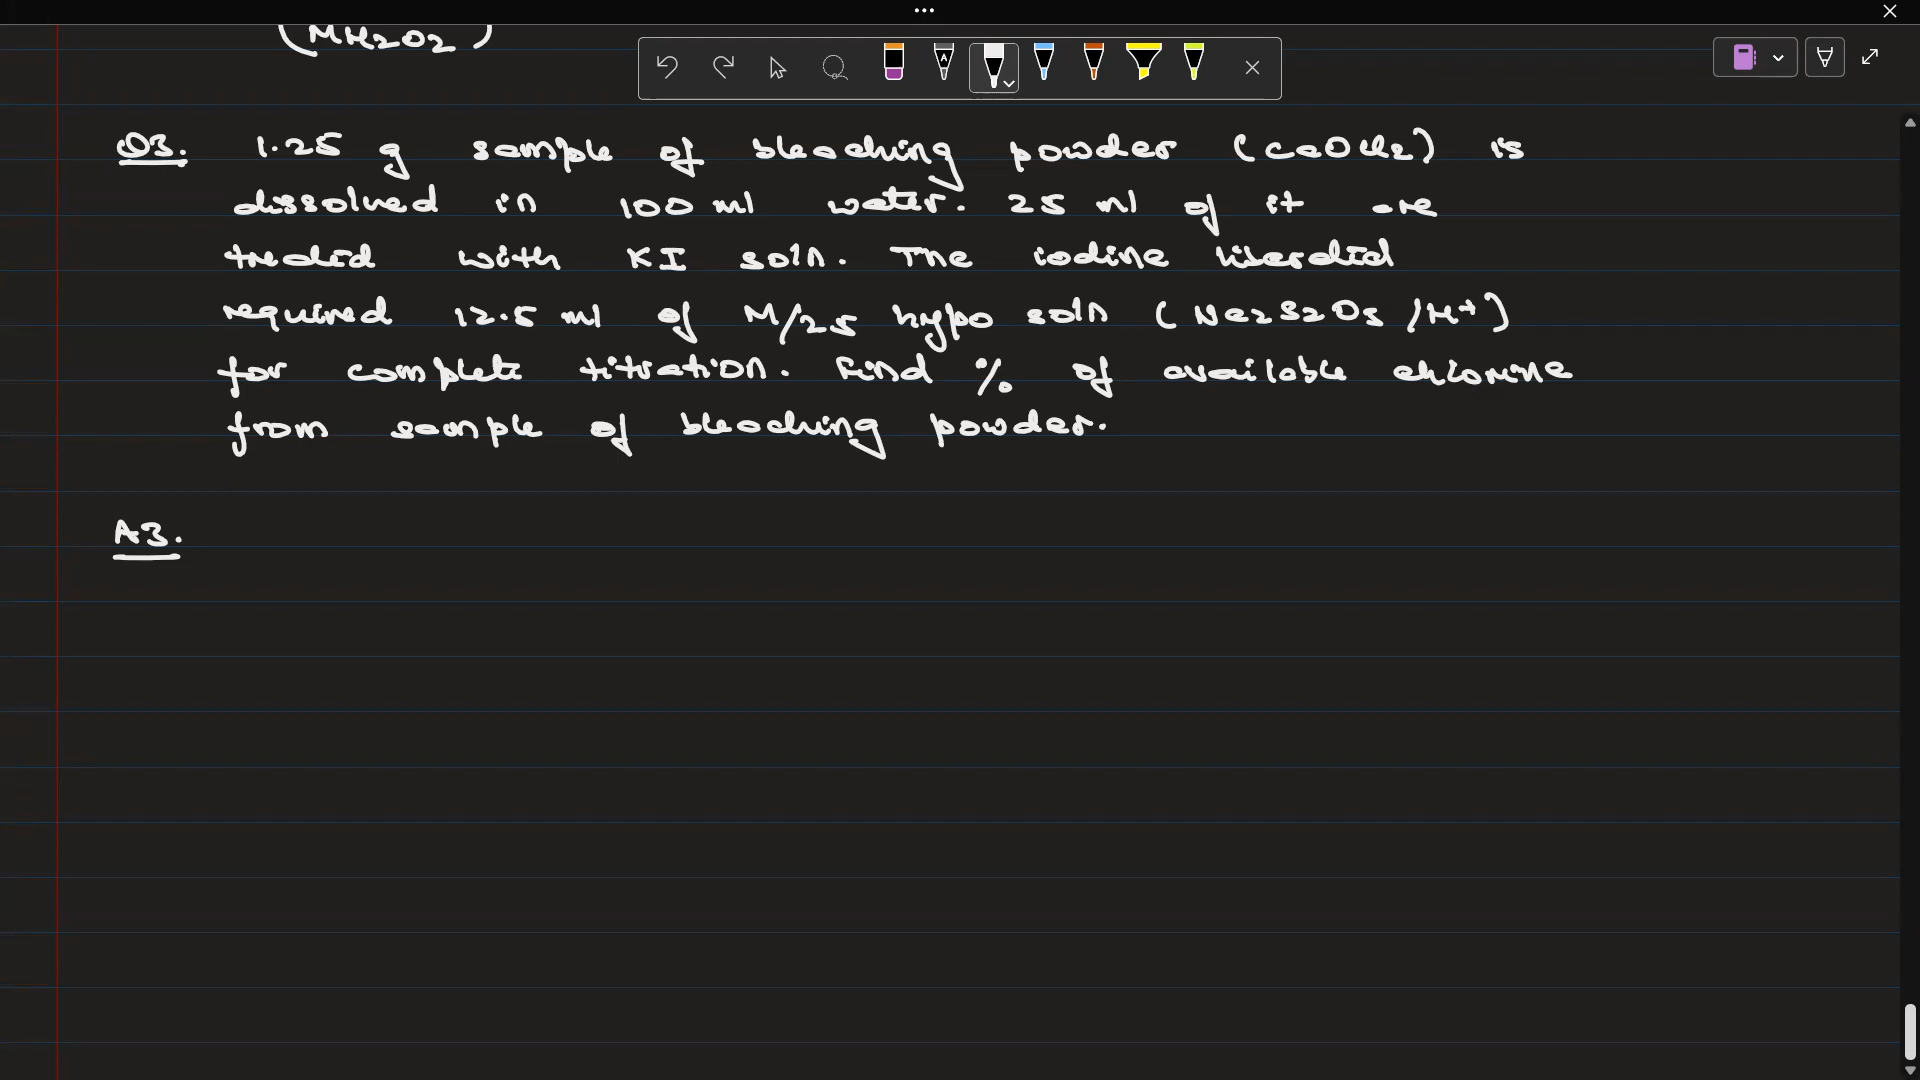 (MH2O2)
Q3. 1.25 g sample of bleaching powder (CaOCl2) is
dissolved in 100 ml water. 25 ml of it are
treated with KI soln. The iodine liberated
required 12.5 ml of M/25 hypo soln (Na2S2O3 /H+)
for complete titration. Find % of available chlorine
from sample of bleaching powder.
A3.